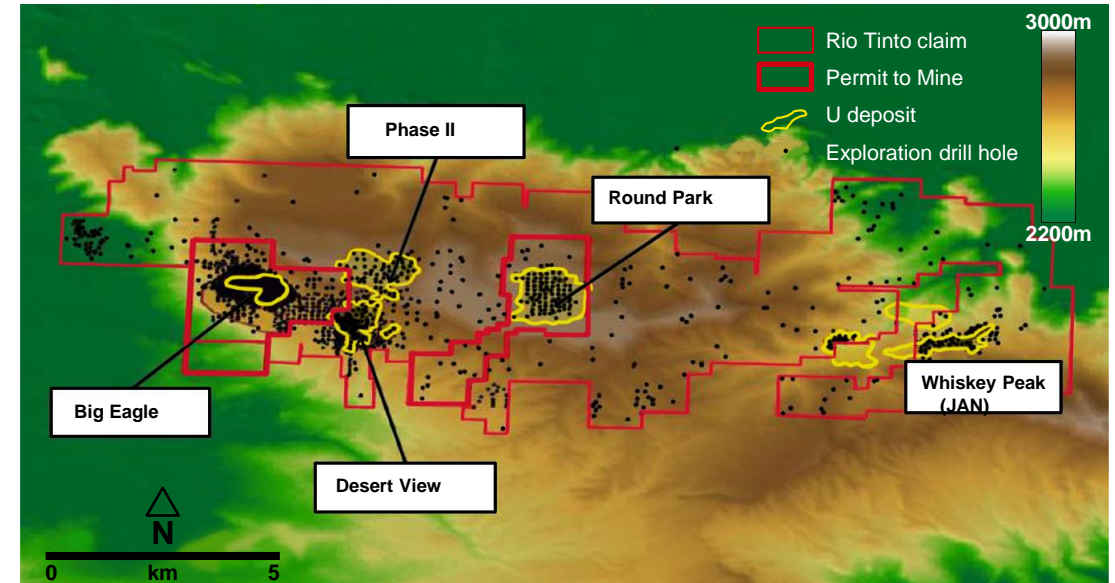 3000m
Rio Tinto claim
Permit to Mine
U deposit
Exploration drill hole
2200m
Phase II
Round Park
Big Eagle
Desert View
Whiskey Peak
(JAN)
N
0 km 5